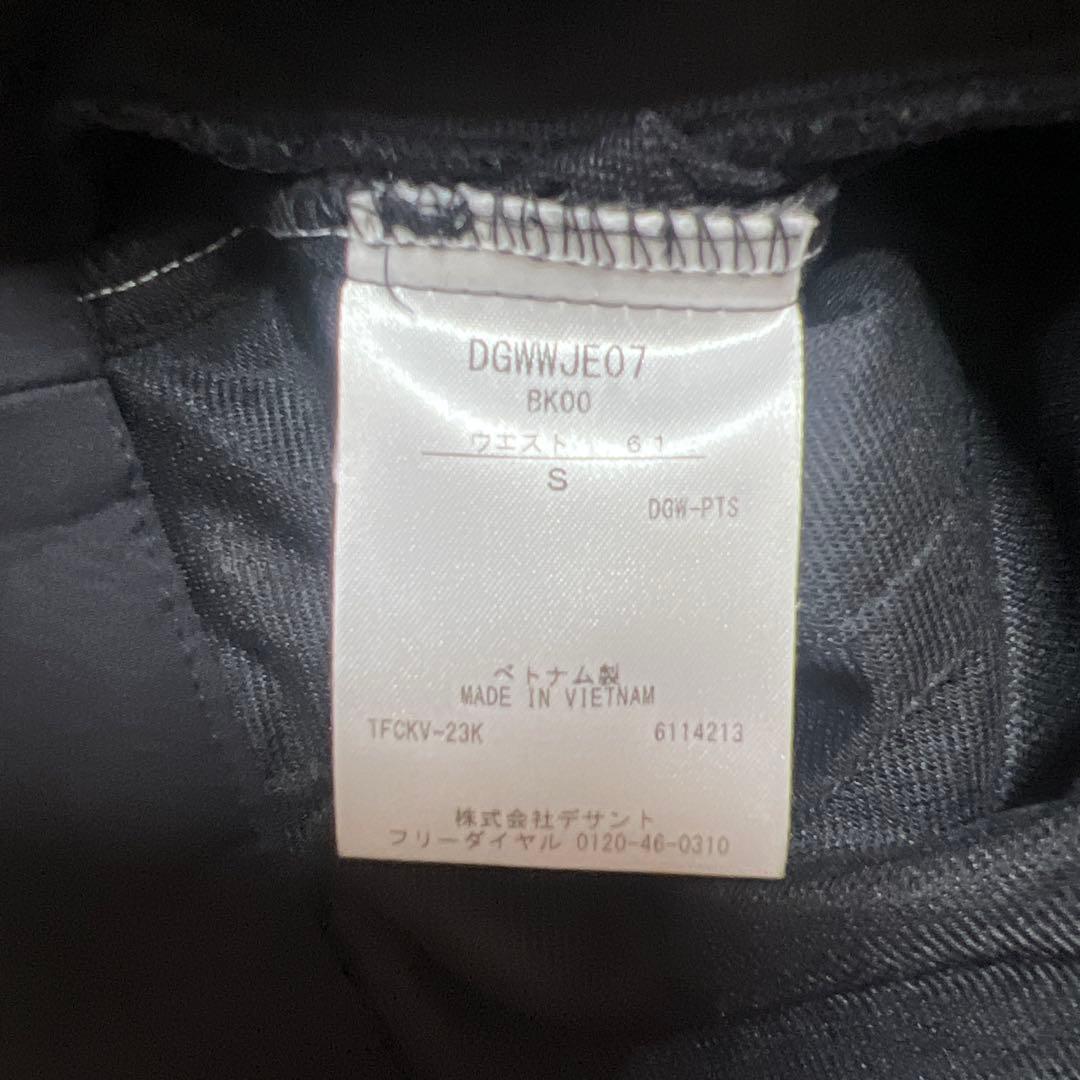 DGWWJE07
BK00
ウエスト 61
S
DGW-PTS
ベトナム製
MADE IN VIETNAM
TFCKV-23K 6114213
株式会社デサント
フリーダイヤル 0120-46-0310